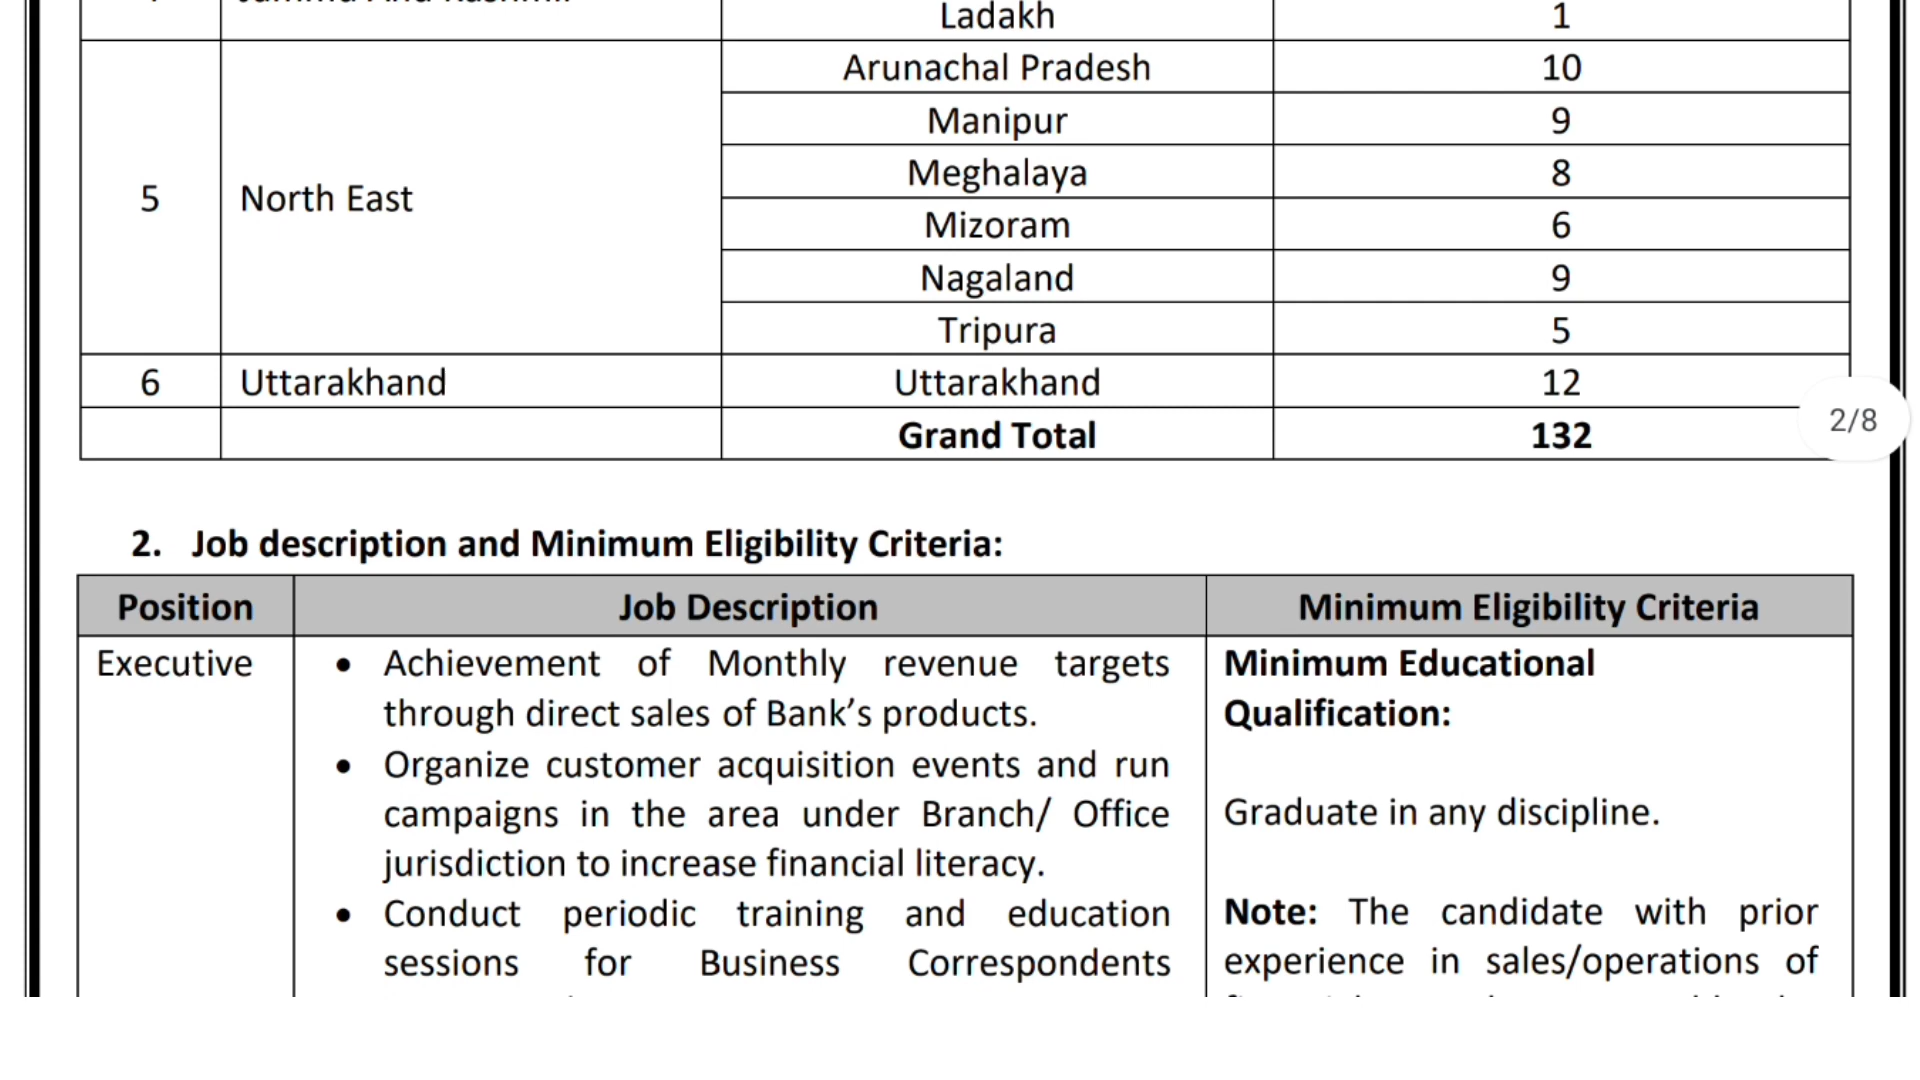 Ladakh 1
Arunachal Pradesh 10
Manipur 9
Meghalaya 8
5 North East
Mizoram 6
Nagaland 9
Tripura 5
6 Uttarakhand Uttarakhand 12
Grand Total 132
2/8
2. Job description and Minimum Eligibility Criteria:
Position Job Description Minimum Eligibility Criteria
Executive
• Achievement of Monthly revenue targets
through direct sales of Bank’s products.
• Organize customer acquisition events and run
campaigns in the area under Branch/ Office
jurisdiction to increase financial literacy.
• Conduct periodic training and education
sessions for Business Correspondents
Minimum Educational
Qualification:
Graduate in any discipline.
Note: The candidate with prior
experience in sales/operations of